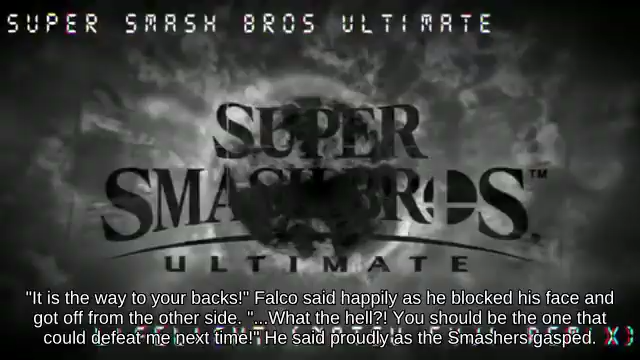 SUPER SMASH BROS ULTIMATE
SUPER
SMASH BROS.™
ULTIMATE
"It is the way to your backs!" Falco said happily as he blocked his face and
got off from the other side. "...What the hell?! You should be the one that
could defeat me next time!" He said proudly as the Smashers gasped.